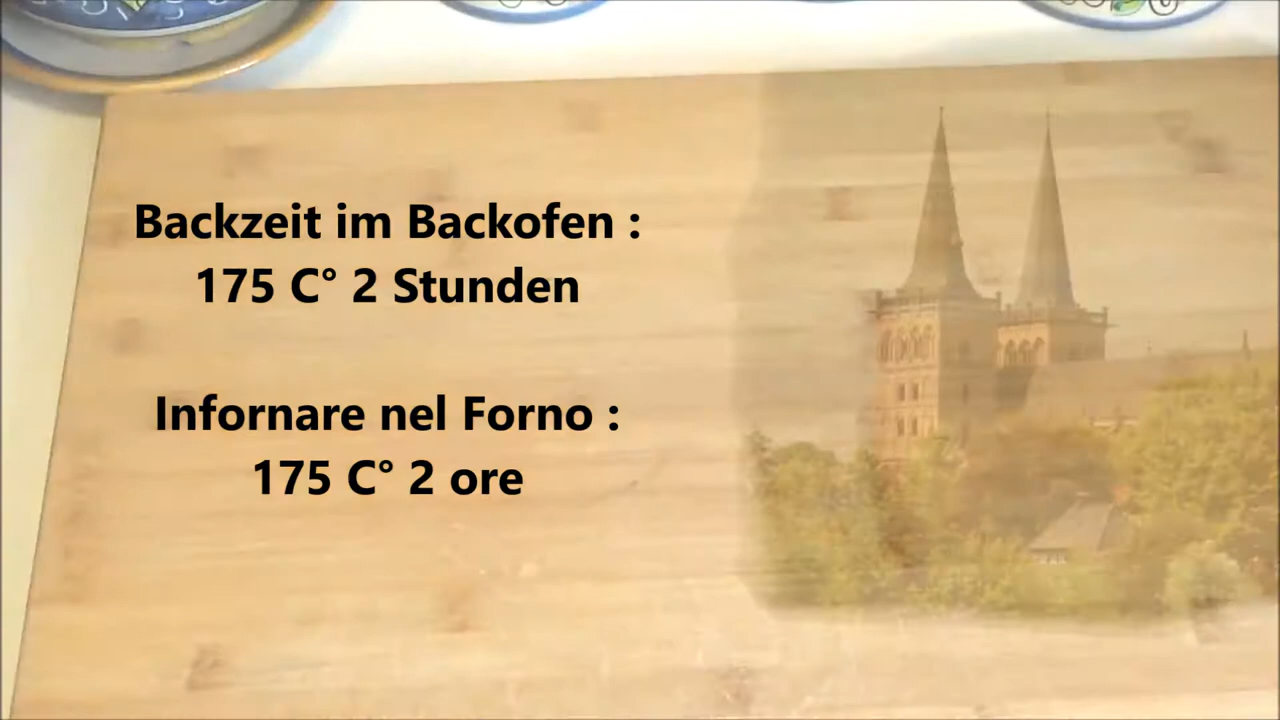 Backzeit im Backofen :
175 C° 2 Stunden
Infornare nel Forno :
175 C° 2 ore